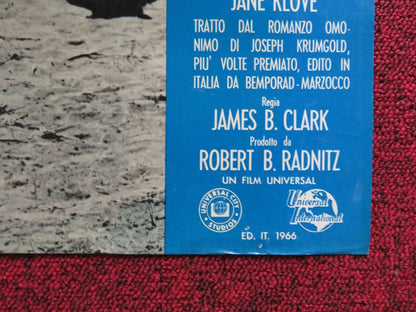 JANE KLOVE
TRATTO DAL ROMANZO OMO-
NIMO DI JOSEPH KRUMGOLD,
PIU' VOLTE PREMIATO, EDITO IN
ITALIA DA BEMPORAD-MARZOCCO
Regia
JAMES B. CLARK
Prodotto da
ROBERT B. RADNITZ
UN FILM UNIVERSAL
UNIVERSAL CITY
STUDIOS
Universal
International
ED. IT. 1966